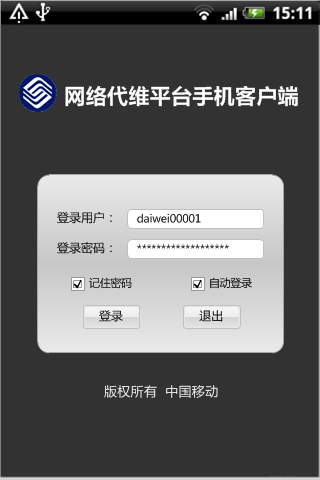 15:11
网络代维平台手机客户端
登录用户： daiwei00001
登录密码： *******************
记住密码 自动登录
登录 退出
版权所有 中国移动